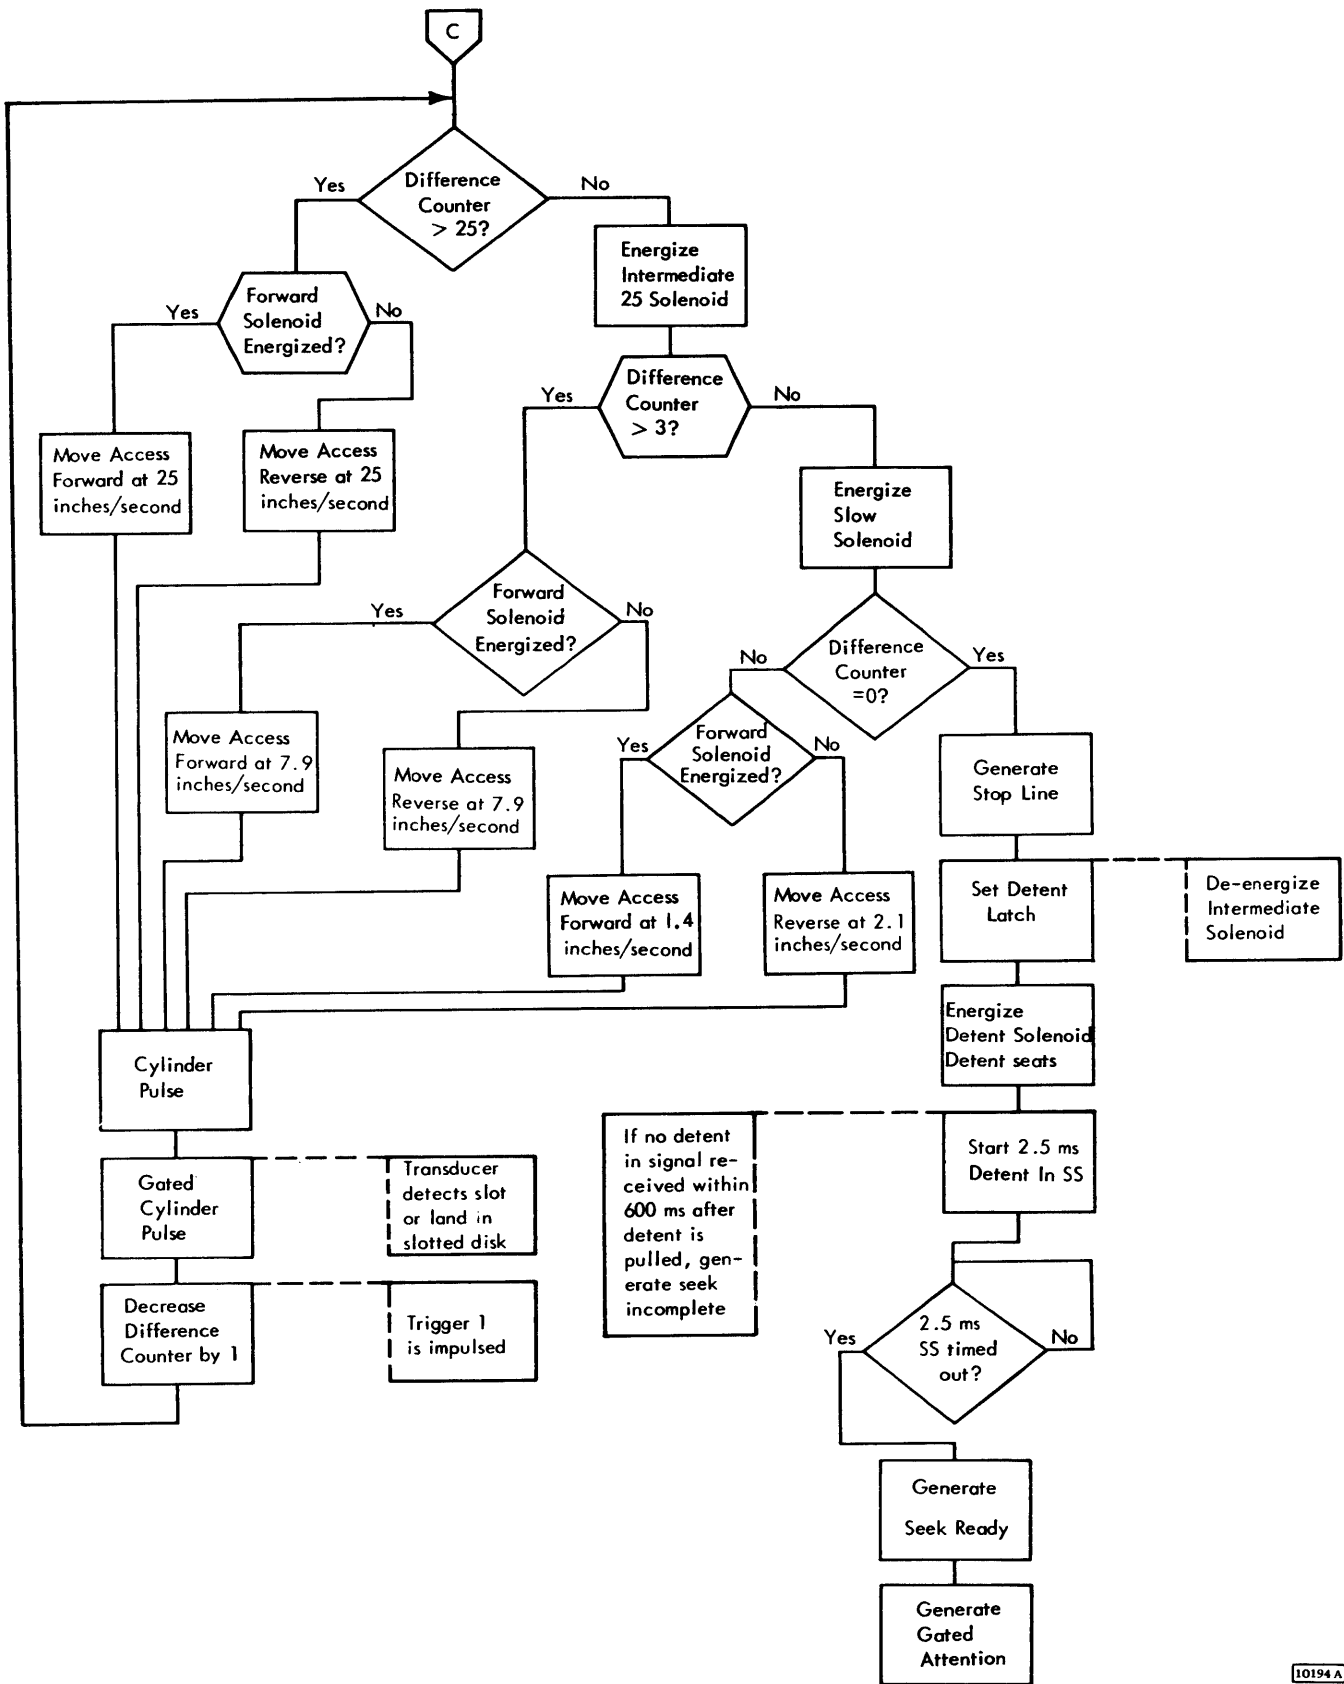 C
Difference
Counter
> 25?
Yes
No
Energize
Intermediate
25 Solenoid
Forward
Solenoid
Energized?
Yes
No
Difference
Counter
> 3?
Yes
No
Move Access
Forward at 25
inches/second
Move Access
Reverse at 25
inches/second
Energize
Slow
Solenoid
Forward
Solenoid
Energized?
Yes
No
Difference
Counter
=0?
No
Yes
Move Access
Forward at 7.9
inches/second
Move Access
Reverse at 7.9
inches/second
Forward
Solenoid
Energized?
Yes
No
Generate
Stop Line
Move Access
Forward at 1.4
inches/second
Move Access
Reverse at 2.1
inches/second
Set Detent
Latch
De-energize
Intermediate
Solenoid
Energize
Detent Solenoid
Detent seats
Cylinder
Pulse
Gated
Cylinder
Pulse
Transducer
detects slot
or land in
slotted disk
If no detent
in signal re-
ceived within
600 ms after
detent is
pulled, gen-
erate seek
incomplete
Start 2.5 ms
Detent In SS
Decrease
Difference
Counter by 1
Trigger 1
is impulsed
2.5 ms
SS timed
out?
Yes
No
Generate
Seek Ready
Generate
Gated
Attention
10194 A